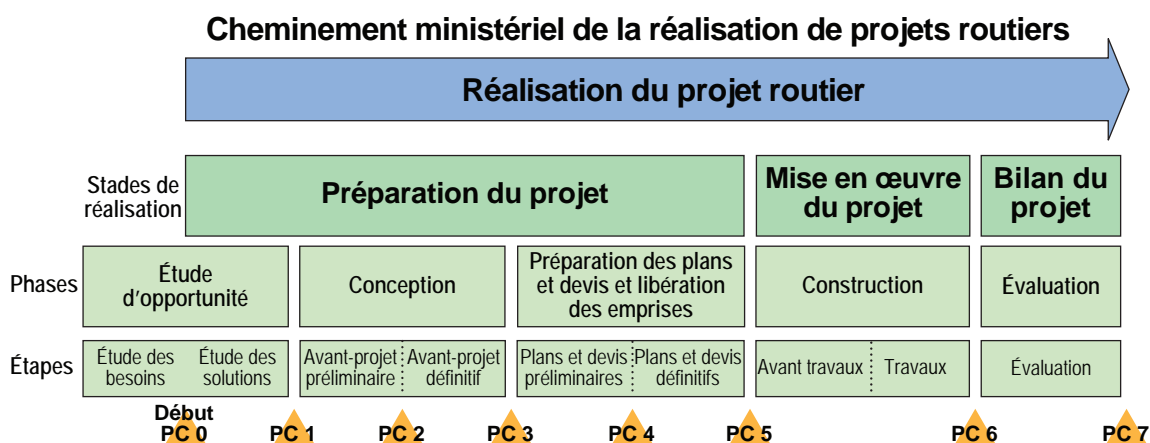 Cheminement ministériel de la réalisation de projets routiers
Réalisation du projet routier
Stades de
réalisation
Préparation du projet
Mise en œuvre
du projet
Bilan du
projet
Phases
Étude
d'opportunité
Conception
Préparation des plans
et devis et libération
des emprises
Construction
Évaluation
Étapes
Étude des
besoins
Étude des
solutions
Avant-projet
préliminaire
Avant-projet
définitif
Plans et devis
préliminaires
Plans et devis
définitifs
Avant travaux
Travaux
Évaluation
Début
PC 0
PC 1
PC 2
PC 3
PC 4
PC 5
PC 6
PC 7